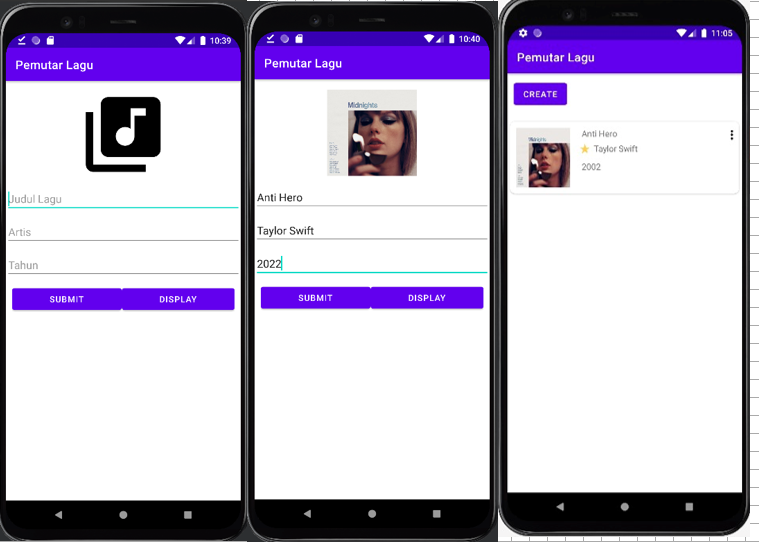 10:39
Pemutar Lagu
Judul Lagu
Artis
Tahun
SUBMIT DISPLAY
10:40
Pemutar Lagu
Midnights
Anti Hero
Taylor Swift
2022
SUBMIT DISPLAY
11:05
Pemutar Lagu
CREATE
Midnights
Anti Hero
Taylor Swift
2002